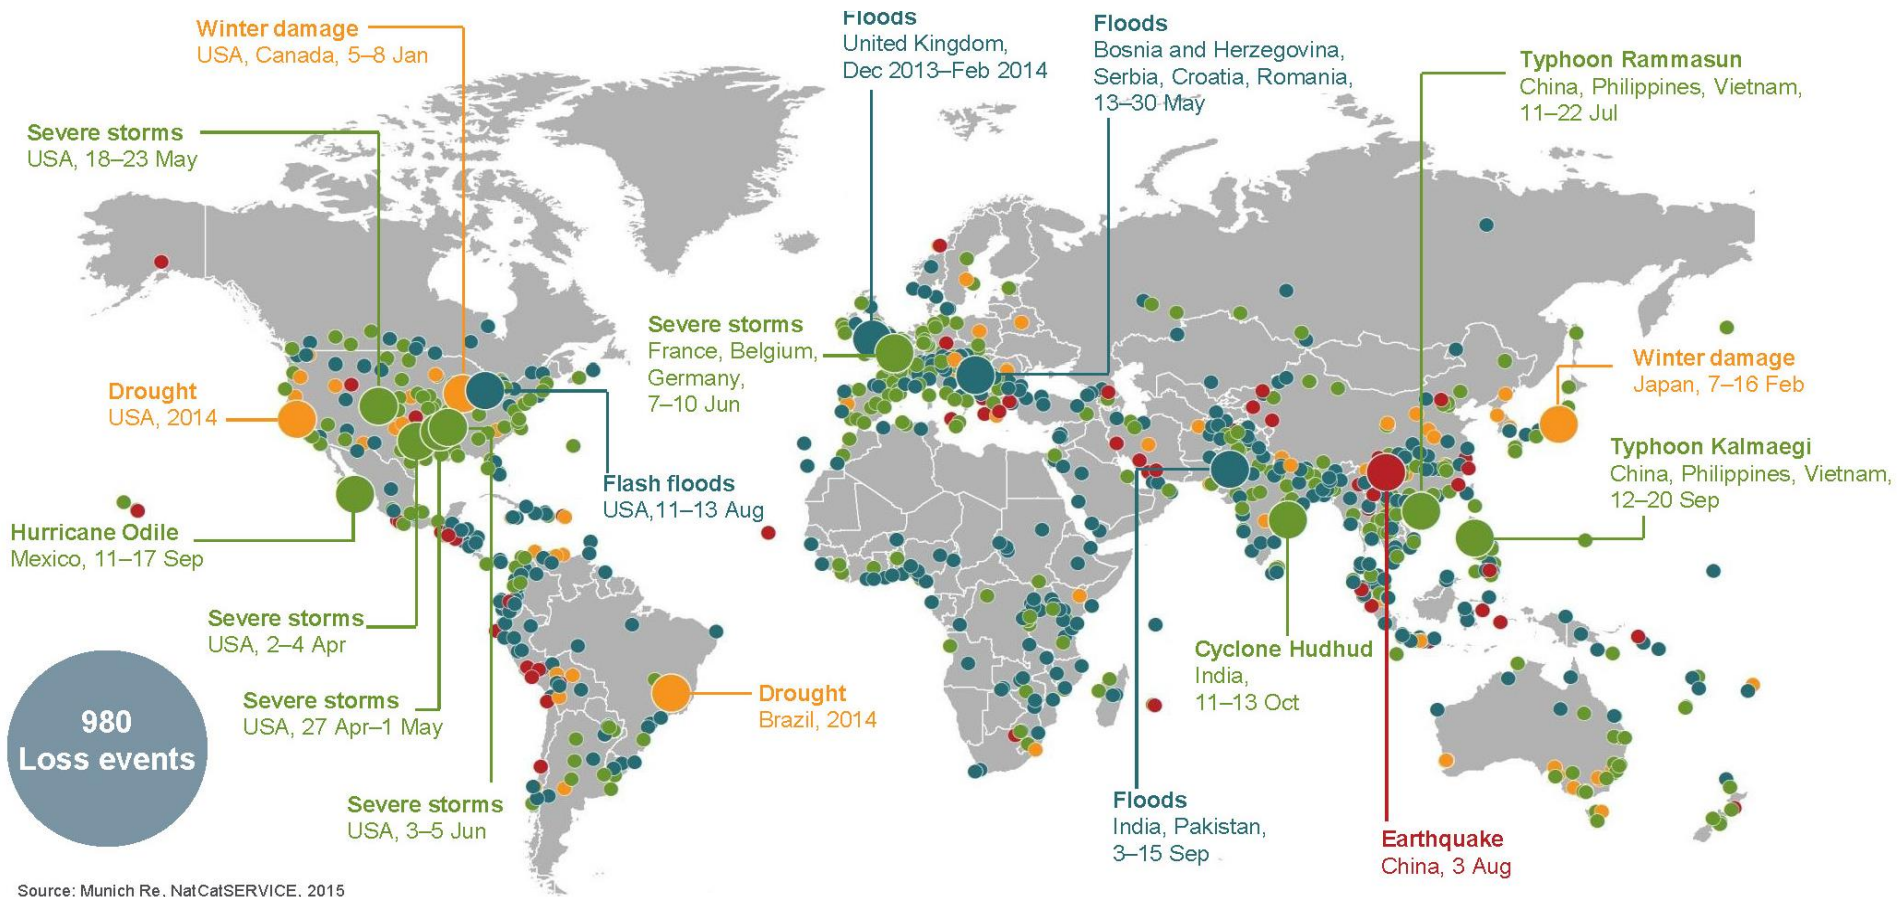 Winter damage
USA, Canada, 5–8 Jan
Floods
United Kingdom,
Dec 2013–Feb 2014
Floods
Bosnia and Herzegovina,
Serbia, Croatia, Romania,
13–30 May
Typhoon Rammasun
China, Philippines, Vietnam,
11–22 Jul
Severe storms
USA, 18–23 May
Severe storms
France, Belgium,
Germany,
7–10 Jun
Winter damage
Japan, 7–16 Feb
Drought
USA, 2014
Typhoon Kalmaegi
China, Philippines, Vietnam,
12–20 Sep
Flash floods
USA,11–13 Aug
Hurricane Odile
Mexico, 11–17 Sep
Severe storms
USA, 2–4 Apr
Cyclone Hudhud
India,
11–13 Oct
Severe storms
USA, 27 Apr–1 May
Drought
Brazil, 2014
980
Loss events
Severe storms
USA, 3–5 Jun
Floods
India, Pakistan,
3–15 Sep
Earthquake
China, 3 Aug
Source: Munich Re, NatCatSERVICE, 2015